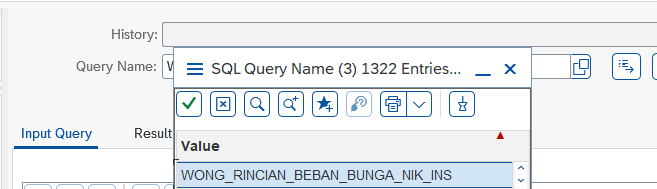 History:
Query Name: W
SQL Query Name (3) 1322 Entries...
Input Query
Result
Value
WONG_RINCIAN_BEBAN_BUNGA_NIK_INS